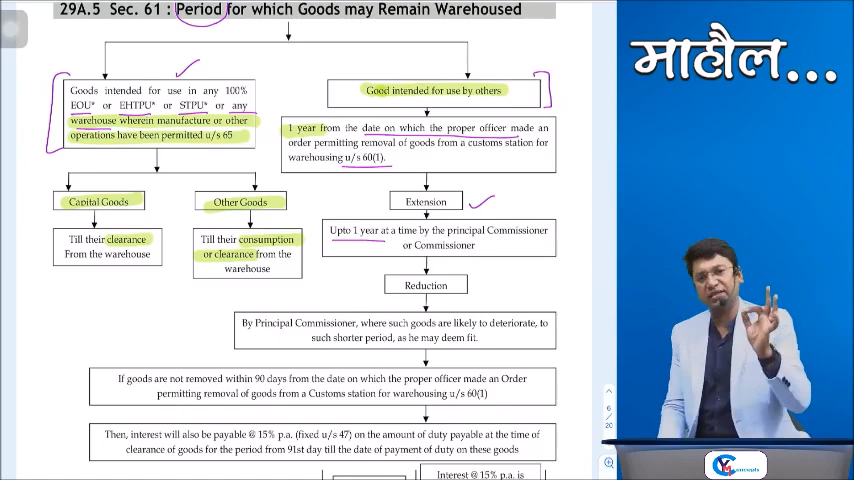 29A.5 Sec. 61 : Period for which Goods may Remain Warehoused
Goods intended for use in any 100%
EOU* or EHTPU* or STPU* or any
warehouse wherein manufacture or other
operations have been permitted u/s 65
Good intended for use by others
1 year from the date on which the proper officer made an
order permitting removal of goods from a customs station for
warehousing u/s 60(1).
Capital Goods
Other Goods
Extension
Till their clearance
From the warehouse
Till their consumption
or clearance from the
warehouse
Upto 1 year at a time by the principal Commissioner
or Commissioner
Reduction
By Principal Commissioner, where such goods are likely to deteriorate, to
such shorter period, as he may deem fit.
If goods are not removed within 90 days from the date on which the proper officer made an Order
permitting removal of goods from a Customs station for warehousing u/s 60(1)
Then, interest will also be payable @ 15% p.a. (fixed u/s 47) on the amount of duty payable at the time of
clearance of goods for the period from 91st day till the date of payment of duty on these goods
Interest @ 15% p.a. is
6
/
20
माहौल...